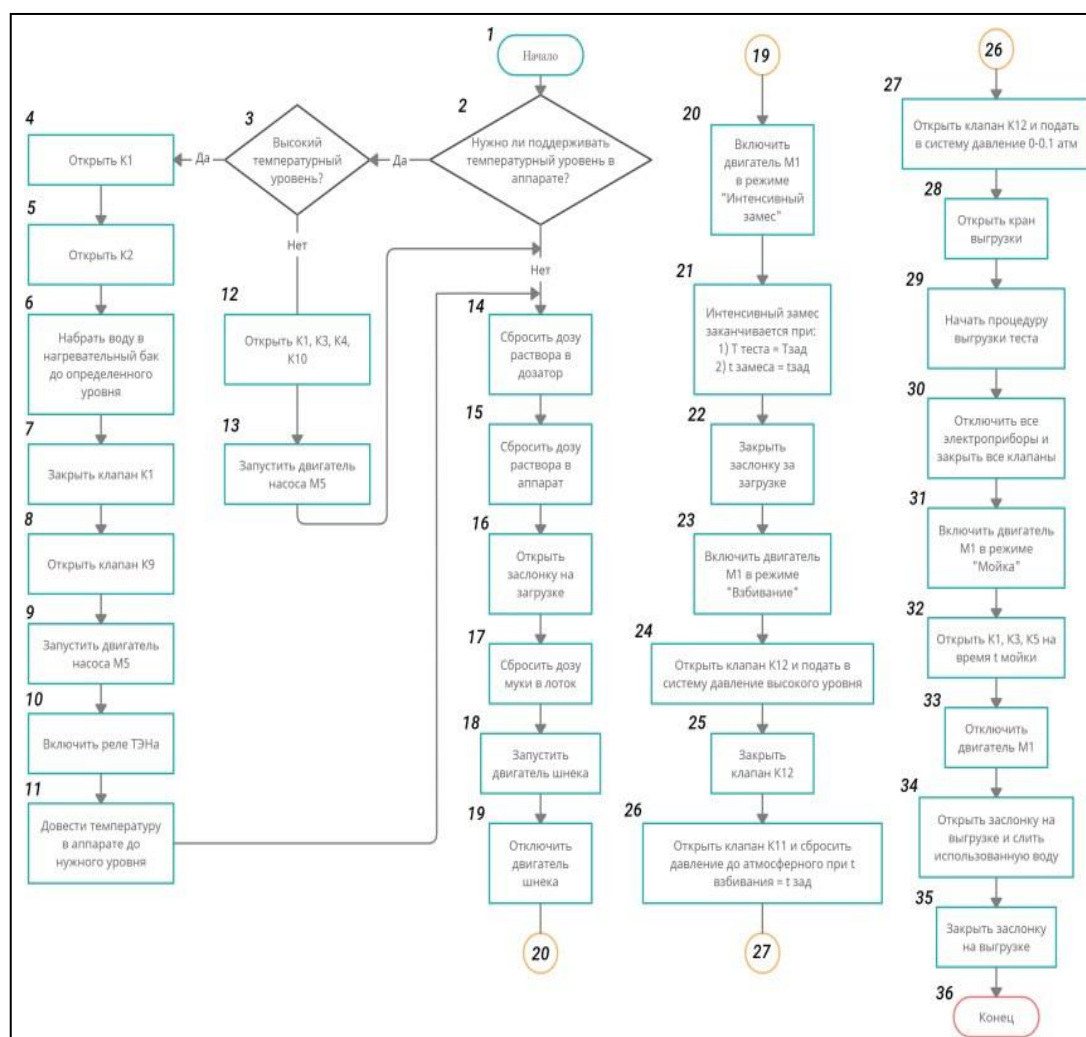 1
Начало
2
Нужно ли поддерживать
температурный уровень в
аппарате?
Да
Нет
3
Высокий
температурный
уровень?
Да
Нет
4
Открыть К1
5
Открыть К2
6
Набрать воду в
нагревательный бак
до определенного
уровня
7
Закрыть клапан К1
8
Открыть клапан К9
9
Запустить двигатель
насоса М5
10
Включить реле ТЭНа
11
Довести температуру
в аппарате до
нужного уровня
12
Открыть К1, К3, К4,
К10
13
Запустить двигатель
насоса М5
14
Сбросить дозу
раствора в
дозатор
15
Сбросить дозу
раствора в
аппарат
16
Открыть
заслонку на
загрузке
17
Сбросить дозу
муки в лоток
18
Запустить
двигатель шнека
19
Отключить
двигатель
шнека
20
19
20
Включить
двигатель М1
в режиме
"Интенсивный
замес"
21
Интенсивный замес
заканчивается при:
1) Т теста = Тзад
2) t замеса = tзад
22
Закрыть
заслонку за
загрузке
23
Включить двигатель
М1 в режиме
"Взбивание"
24
Открыть клапан К12 и подать в
систему давление высокого уровня
25
Закрыть
клапан К12
26
Открыть клапан К11 и сбросить
давление до атмосферного при t
взбивания = t зад
27
26
27
Открыть клапан К12 и подать
в систему давление 0-0.1 атм
28
Открыть кран
выгрузки
29
Начать процедуру
выгрузки теста
30
Отключить все
электроприборы и
закрыть все клапаны
31
Включить двигатель
М1 в режиме
"Мойка"
32
Открыть К1, К3, К5 на
время t мойки
33
Отключить
двигатель М1
34
Открыть заслонку на
выгрузке и слить
использованную воду
35
Закрыть заслонку
на выгрузке
36
Конец